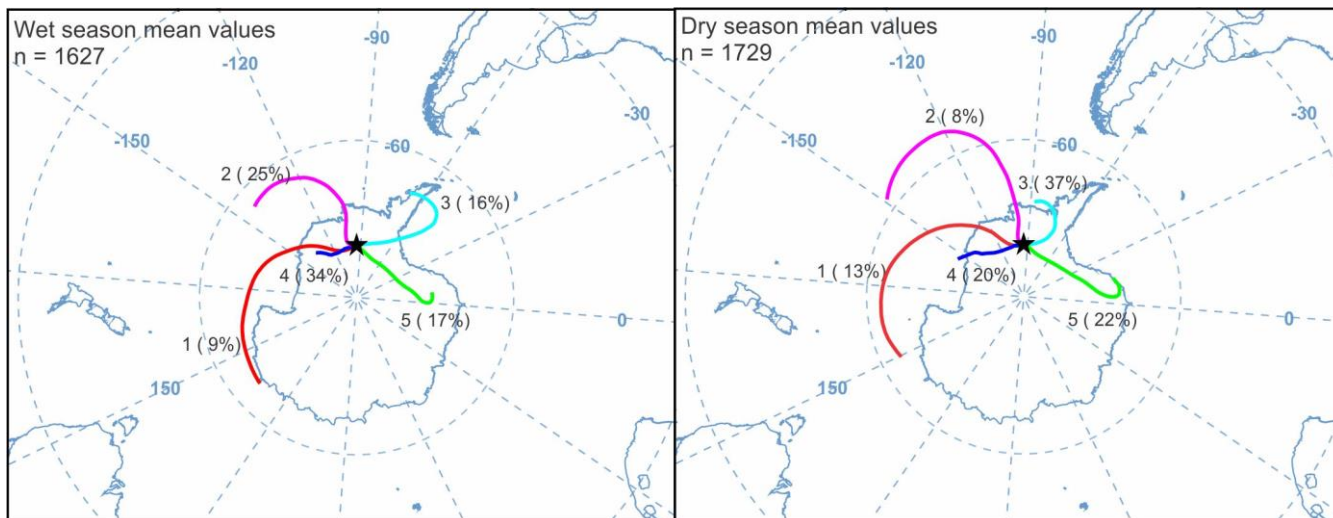 Wet season mean values
n = 1627
-90
-120
-30
-150
-60
2 ( 25%)
3 ( 16%)
4 ( 34%)
5 ( 17%)
0
1 ( 9%)
150
Dry season mean values
n = 1729
-90
-120
-30
2 ( 8%)
-150
-60
3 ( 37%)
1 ( 13%)
4 ( 20%)
5 ( 22%)
0
150